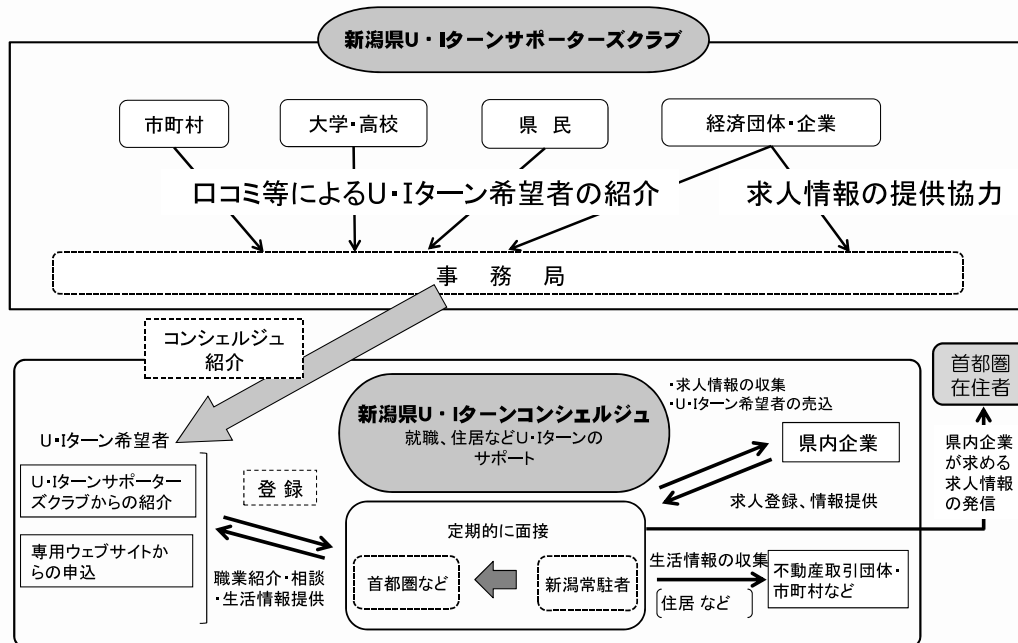 新潟県U・Iターンサポーターズクラブ
市町村
大学・高校
県 民
経済団体・企業
口コミ等によるU・Iターン希望者の紹介
求人情報の提供協力
事 務 局
コンシェルジュ
紹介
首都圏
在住者
新潟県U・Iターンコンシェルジュ
就職、住居などU・Iターンの
サポート
・求人情報の収集
・U・Iターン希望者の売込
県内企業
求人登録、情報提供
県内企業
が求める
求人情報
の発信
U・Iターン希望者
U・Iターンサポーター
ズクラブからの紹介
専用ウェブサイトか
らの申込
登 録
職業紹介・相談
・生活情報提供
定期的に面接
首都圏など
新潟常駐者
生活情報の収集
住居 など
不動産取引団体・
市町村など